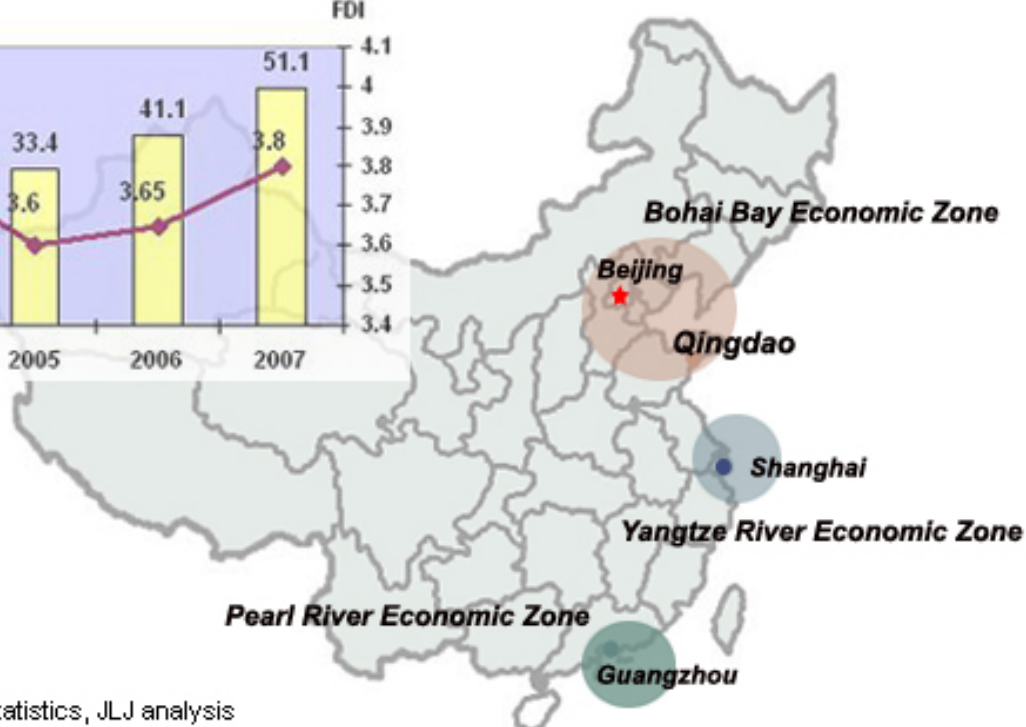 FDI
4.1
51.1
4
41.1
3.9
33.4
3.8
3.8
3.65
3.7
3.6
3.6
3.5
3.4
2005 2006 2007
Bohai Bay Economic Zone
Beijing
Qingdao
Shanghai
Yangtze River Economic Zone
Pearl River Economic Zone
Guangzhou
tatistics, JLJ analysis